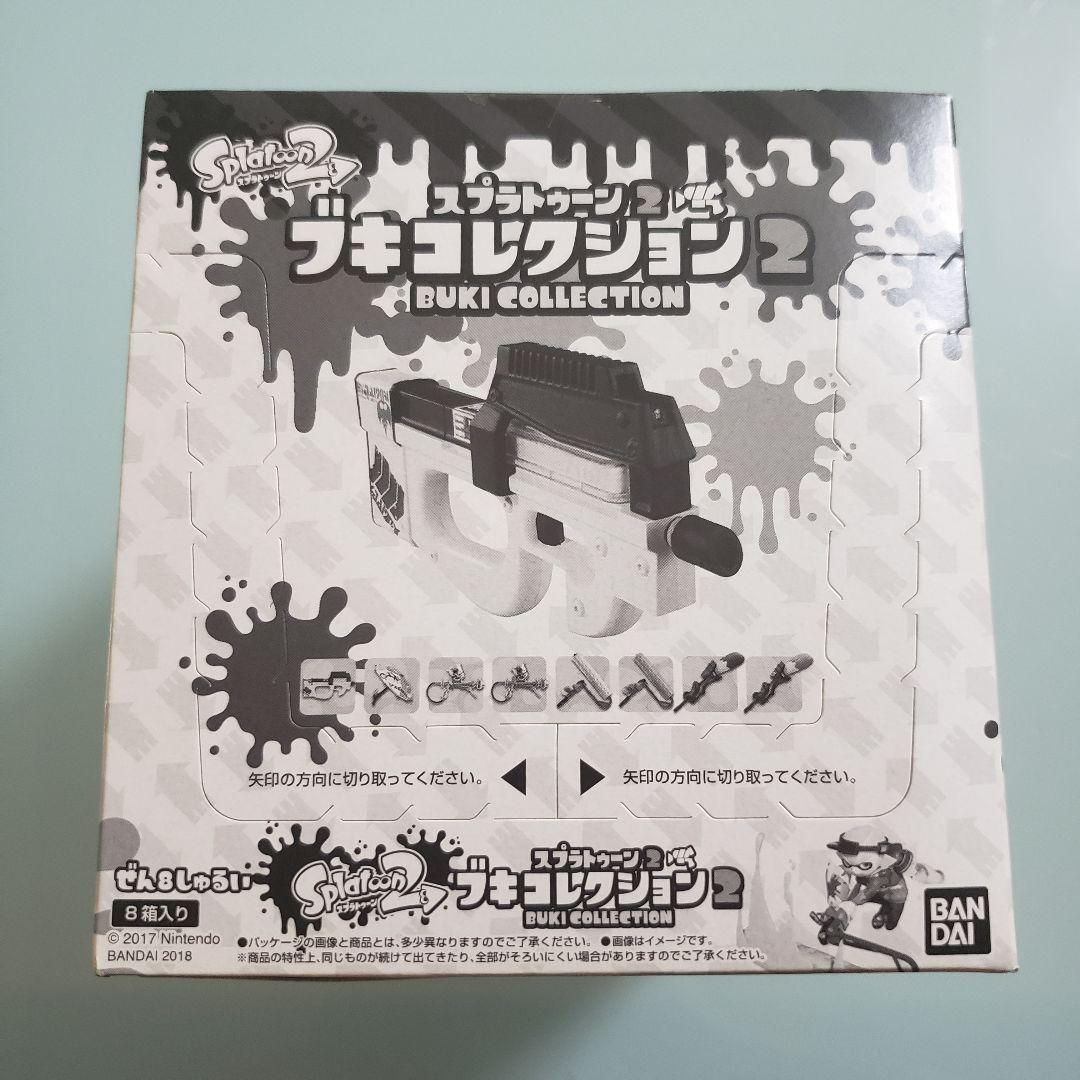 Splatoon2
スプラトゥーン
スプラトゥーン2
ブキコレクション2
BUKI COLLECTION
矢印の方向に切り取ってください。
矢印の方向に切り取ってください。
ぜん8しゅるい
8箱入り
© 2017 Nintendo
BANDAI 2018
Splatoon2
スプラトゥーン
スプラトゥーン2
ブキコレクション2
BUKI COLLECTION
●パッケージの画像と商品とは、多少異なりますのでご了承ください。 ●画像はイメージです。
※商品の特性上、同じものが続けて出てきたり、全部がそろいにくい場合がありますのでご了承ください。
BAN
DAI